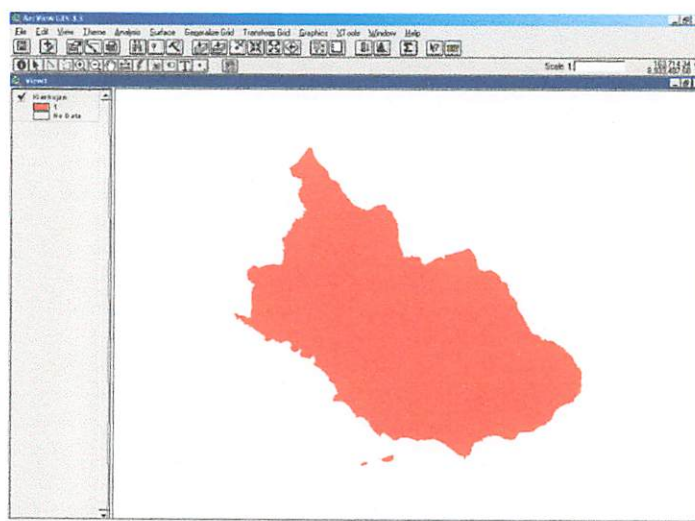 ArcView GIS 3.3
File Edit View Theme Analysis Surface Generalize Grid Transform Grid Graphics XTools Window Help
Scale 1:
View1
1
No Data